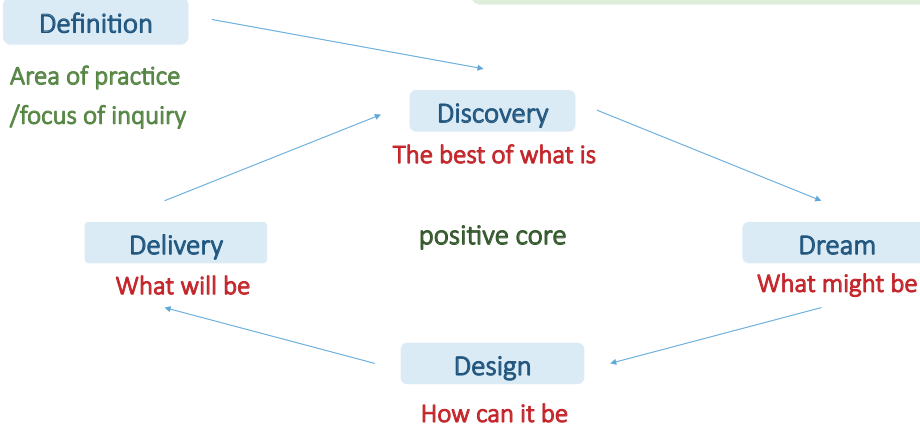 Definition
Area of practice
/focus of inquiry
Discovery
The best of what is
Delivery
What will be
positive core
Dream
What might be
Design
How can it be